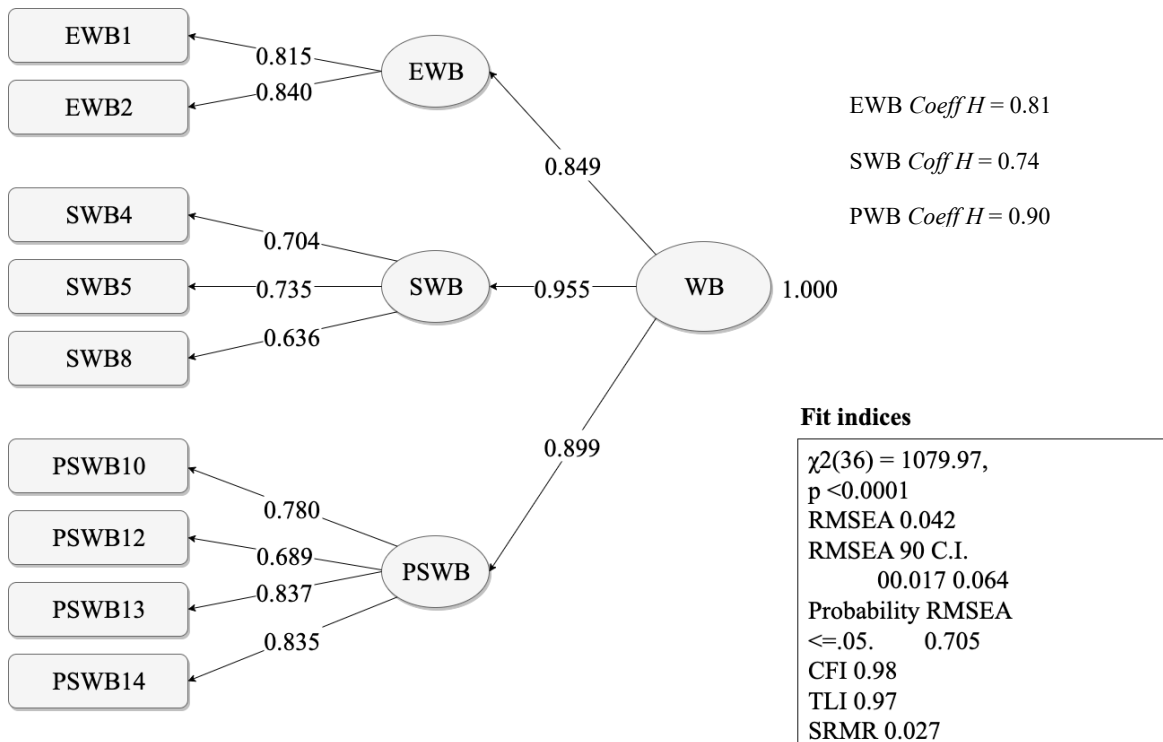 EWB1
0.815
EWB
EWB2
0.840
EWB Coeff H = 0.81
0.849
SWB Coff H = 0.74
SWB4
PWB Coeff H = 0.90
0.704
SWB5
0.735
SWB
0.955
WB
1.000
0.636
SWB8
Fit indices
0.899
PSWB10
χ2(36) = 1079.97,
p <0.0001
0.780
RMSEA 0.042
PSWB12
0.689
RMSEA 90 C.I.
PSWB
00.017 0.064
PSWB13
0.837
Probability RMSEA
0.835
<=.05. 0.705
CFI 0.98
PSWB14
TLI 0.97
SRMR 0.027